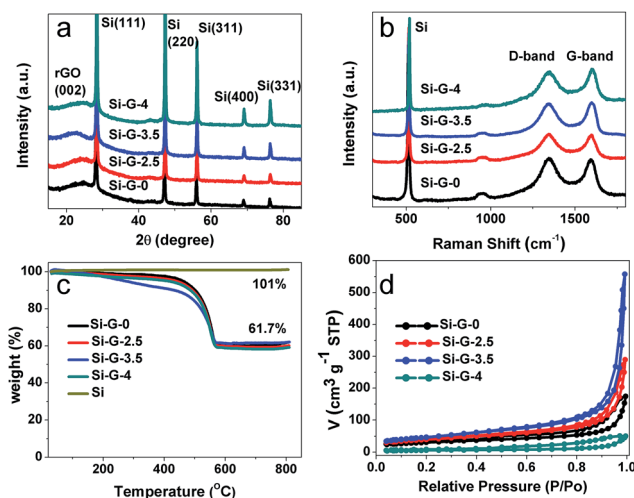 a
Si(111)
Si
(220)
Si(311)
Si(400)
Si(331)
rGO
(002)
Si-G-4
Si-G-3.5
Si-G-2.5
Si-G-0
Intensity (a.u.)
20 40 60 80
2θ (degree)
b
Si
D-band
G-band
Si-G-4
Si-G-3.5
Si-G-2.5
Si-G-0
Intensity (a.u.)
500 1000 1500
Raman Shift (cm⁻¹)
c
100
80
60
40
20
0
weight (%)
101%
61.7%
Si-G-0
Si-G-2.5
Si-G-3.5
Si-G-4
Si
0 200 400 600 800
Temperature (°C)
d
600
500
400
300
200
100
0
V (cm3 g⁻¹ STP)
Si-G-0
Si-G-2.5
Si-G-3.5
Si-G-4
0.0 0.2 0.4 0.6 0.8 1.0
Relative Pressure (P/Po)